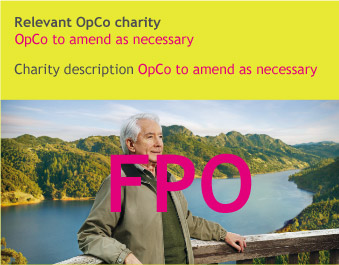 Relevant OpCo charity
OpCo to amend as necessary
Charity description OpCo to amend as necessary
FPO